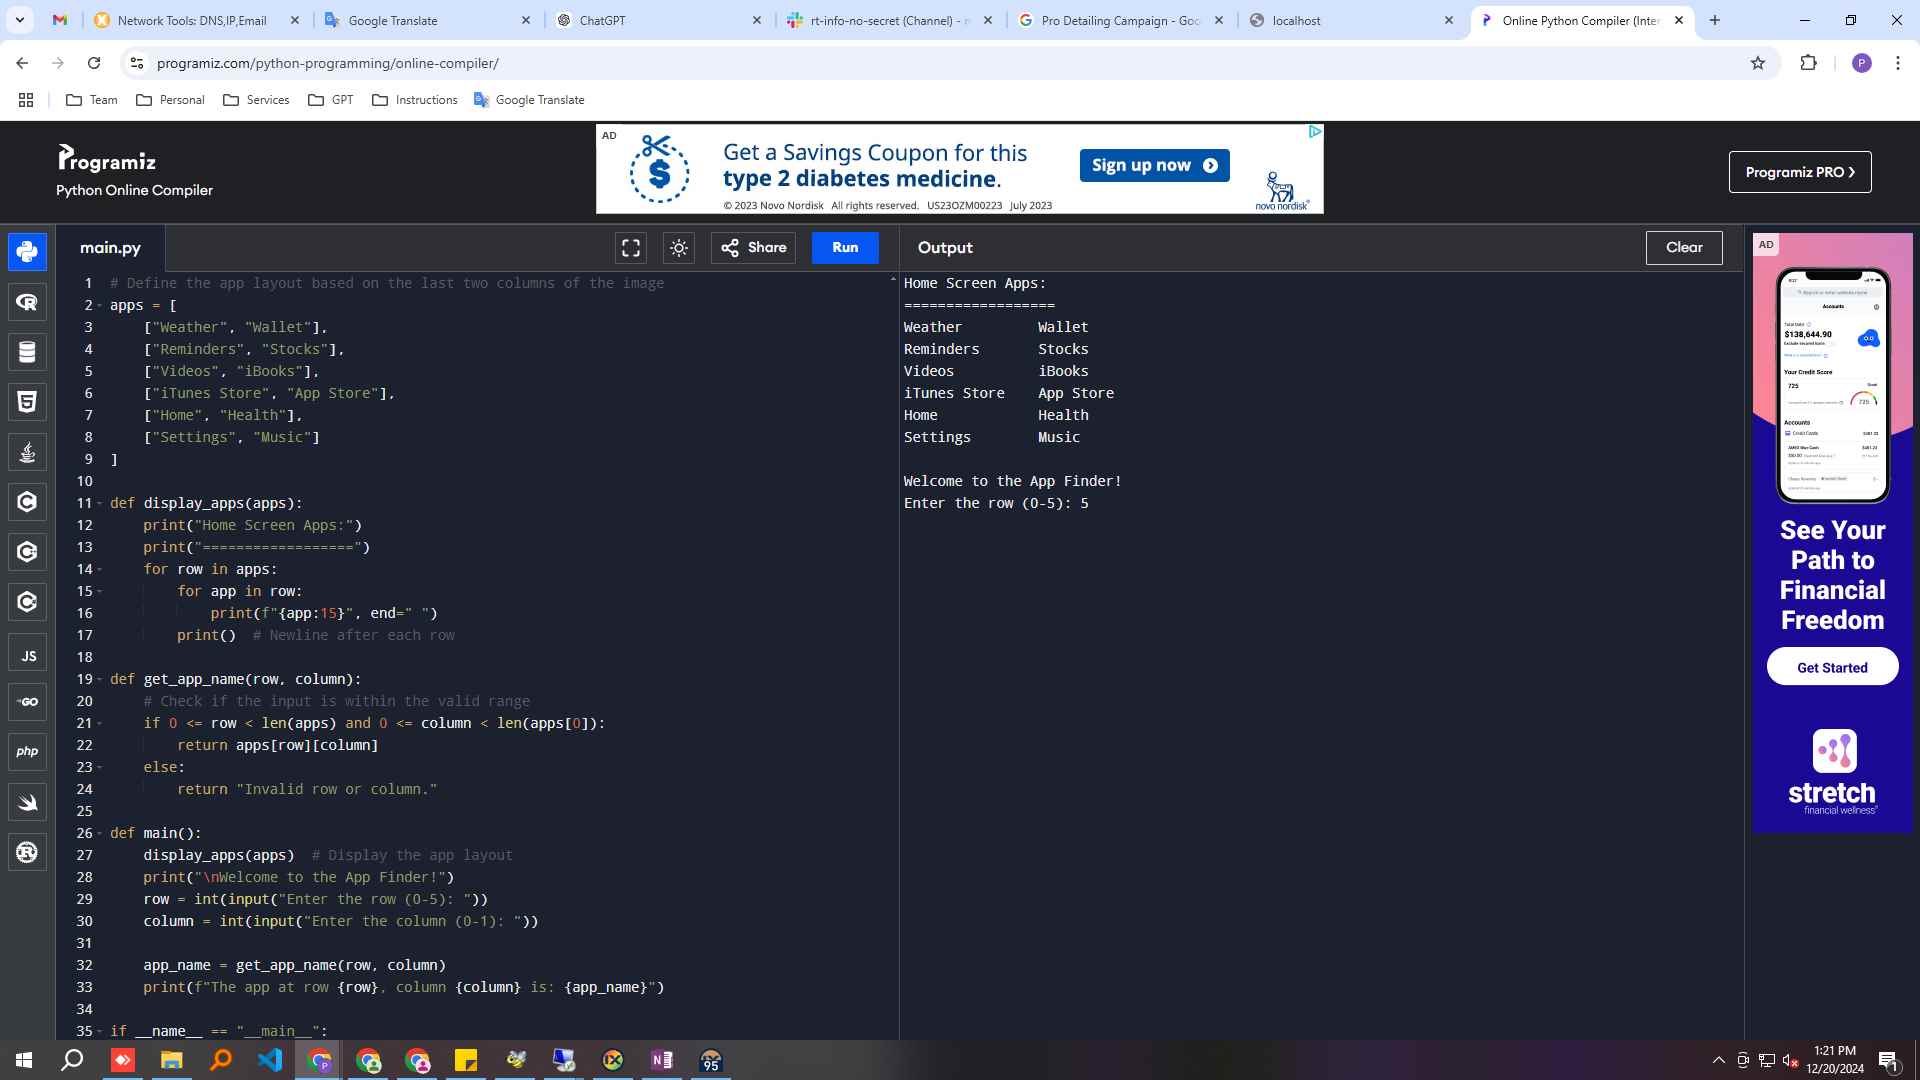 Network Tools: DNS,IP,Email
Google Translate
ChatGPT
rt-info-no-secret (Channel) - 
Pro Detailing Campaign - Goo
localhost
Online Python Compiler (Inter
programiz.com/python-programming/online-compiler/
P
Team
Personal
Services
GPT
Instructions
Google Translate
Programiz
Python Online Compiler
AD
Get a Savings Coupon for this
type 2 diabetes medicine.
© 2023 Novo Nordisk All rights reserved. US23OZM00223 July 2023
Sign up now
novo nordisk®
Programiz PRO
main.py
Share
Run
Output
Clear
JS
GO
php
1 # Define the app layout based on the last two columns of the image
2 apps = [
3 ["Weather", "Wallet"],
4 ["Reminders", "Stocks"],
5 ["Videos", "iBooks"],
6 ["iTunes Store", "App Store"],
7 ["Home", "Health"],
8 ["Settings", "Music"]
9 ]
10
11 def display_apps(apps):
12 print("Home Screen Apps:")
13 print("==================")
14 for row in apps:
15 for app in row:
16 print(f"{app:15}", end=" ")
17 print()  # Newline after each row
18
19 def get_app_name(row, column):
20 # Check if the input is within the valid range
21 if 0 <= row < len(apps) and 0 <= column < len(apps[0]):
22 return apps[row][column]
23 else:
24 return "Invalid row or column."
25
26 def main():
27 display_apps(apps)  # Display the app layout
28 print("\nWelcome to the App Finder!")
29 row = int(input("Enter the row (0-5): "))
30 column = int(input("Enter the column (0-1): "))
31
32 app_name = get_app_name(row, column)
33 print(f"The app at row {row}, column {column} is: {app_name}")
34
35 if __name__ == "__main__":
Home Screen Apps:
==================
Weather Wallet
Reminders Stocks
Videos iBooks
iTunes Store App Store
Home Health
Settings Music
Welcome to the App Finder!
Enter the row (0-5): 5
AD
Accounts
$138,644.90
Your Credit Score
725
725
Accounts
Credit Cards
See Your
Path to
Financial
Freedom
Get Started
stretch
financial wellness
95
1:21 PM
12/20/2024
1